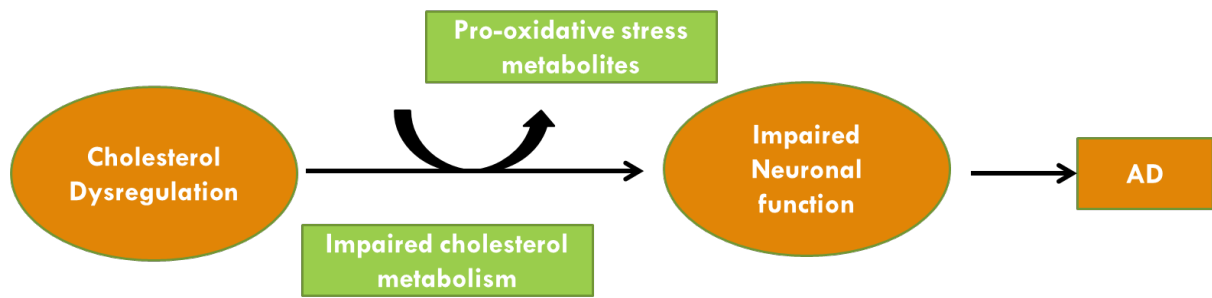 Pro-oxidative stress
metabolites
Cholesterol
Dysregulation
Impaired
Neuronal
function
AD
Impaired cholesterol
metabolism